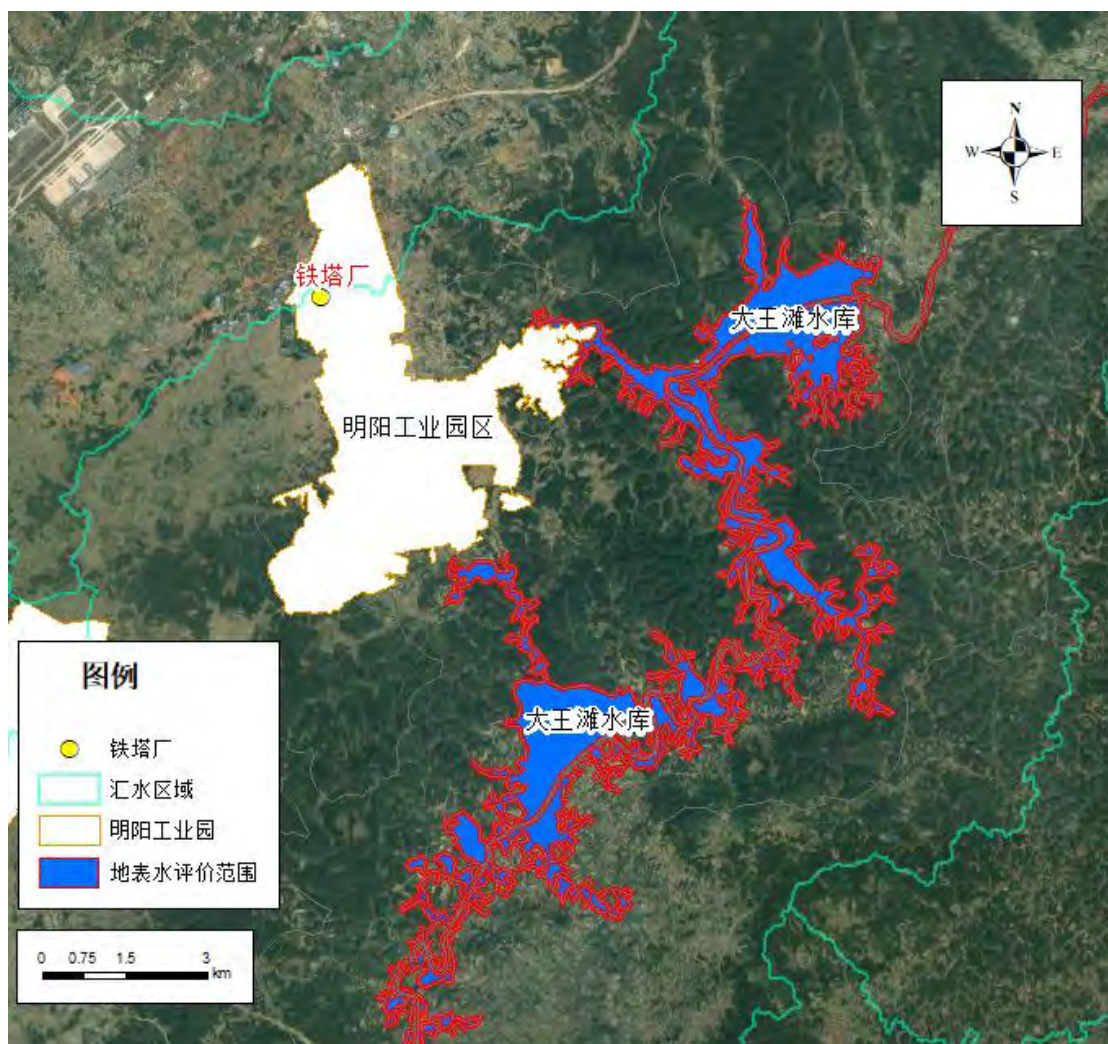 N
W E
S
铁塔厂
大王滩水库
明阳工业园区
大王滩水库
图例
铁塔厂
汇水区域
明阳工业园
地表水评价范围
0 0.75 1.5 3
km